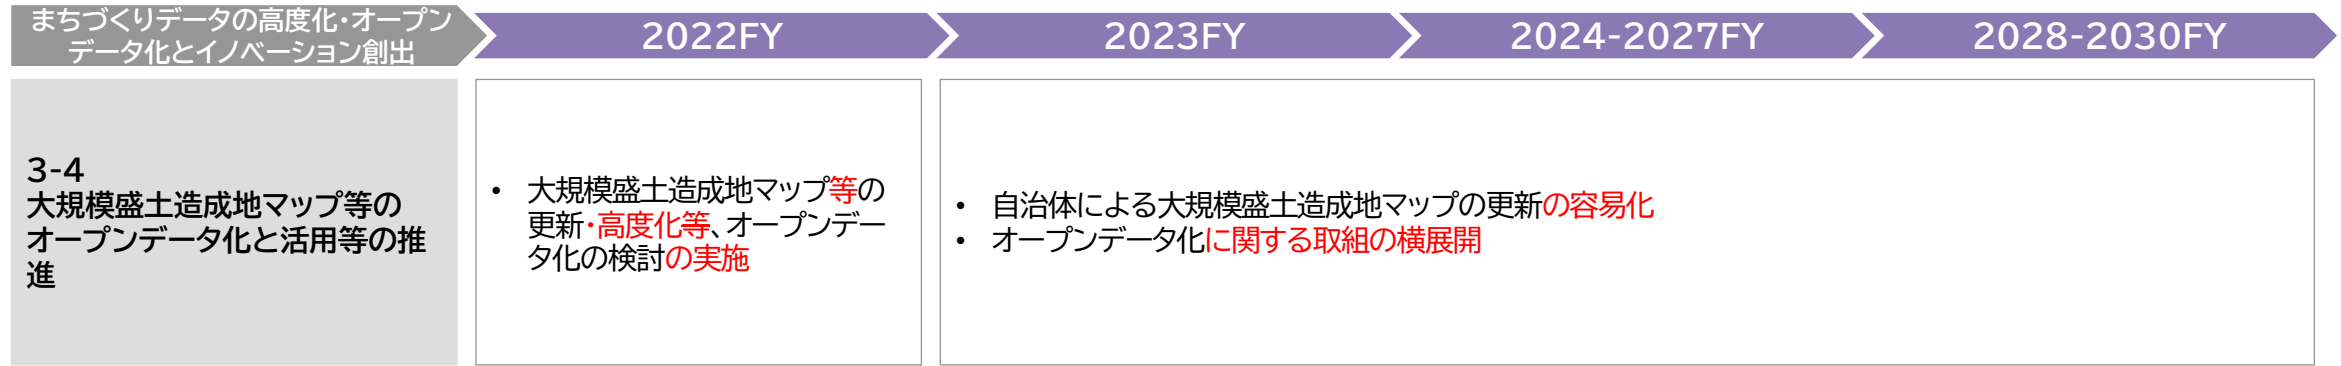 まちづくりデータの高度化・オープン
データ化とイノベーション創出
2022FY
2023FY
2024-2027FY
2028-2030FY
3-4
大規模盛土造成地マップ等の
オープンデータ化と活用等の推
進
• 大規模盛土造成地マップ等の
更新・高度化等、オープンデー
タ化の検討の実施
• 自治体による大規模盛土造成地マップの更新の容易化
• オープンデータ化に関する取組の横展開